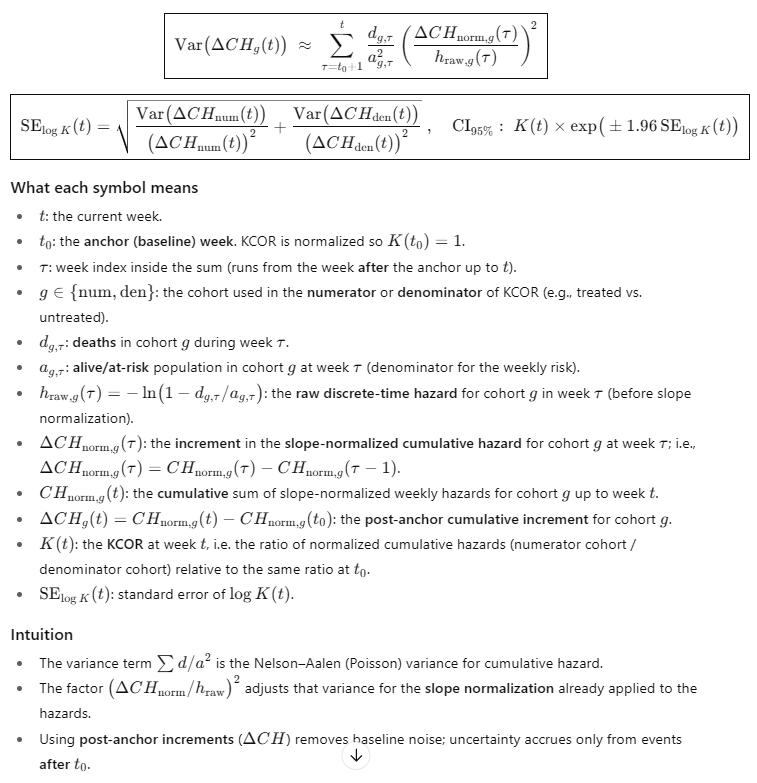 Var(ΔCH_g(t)) ≈ ∑_{τ=t₀+1}^{t} d_{g,τ}/a²_{g,τ} (ΔCH_{norm,g}(τ)/h_{raw,g}(τ))²
SE_{log K}(t) = √(Var(ΔCH_{num}(t))/(ΔCH_{num}(t))² + Var(ΔCH_{den}(t))/(ΔCH_{den}(t))²) , CI_{95%} : K(t) × exp(± 1.96 SE_{log K}(t))
What each symbol means
• t: the current week.
• t₀: the anchor (baseline) week. KCOR is normalized so K(t₀) = 1.
• τ: week index inside the sum (runs from the week after the anchor up to t).
• g ∈ {num, den}: the cohort used in the numerator or denominator of KCOR (e.g., treated vs.
untreated).
• d_{g,τ}: deaths in cohort g during week τ.
• a_{g,τ}: alive/at-risk population in cohort g at week τ (denominator for the weekly risk).
• h_{raw,g}(τ) = − ln(1 − d_{g,τ}/a_{g,τ}): the raw discrete-time hazard for cohort g in week τ (before slope
normalization).
• ΔCH_{norm,g}(τ): the increment in the slope-normalized cumulative hazard for cohort g at week τ; i.e.,
ΔCH_{norm,g}(τ) = CH_{norm,g}(τ) − CH_{norm,g}(τ − 1).
• CH_{norm,g}(t): the cumulative sum of slope-normalized weekly hazards for cohort g up to week t.
• ΔCH_g(t) = CH_{norm,g}(t) − CH_{norm,g}(t₀): the post-anchor cumulative increment for cohort g.
• K(t): the KCOR at week t, i.e. the ratio of normalized cumulative hazards (numerator cohort /
denominator cohort) relative to the same ratio at t₀.
• SE_{log K}(t): standard error of log K(t).
Intuition
• The variance term ∑ d/a² is the Nelson–Aalen (Poisson) variance for cumulative hazard.
• The factor (ΔCH_{norm}/h_{raw})² adjusts that variance for the slope normalization already applied to the
hazards.
• Using post-anchor increments (ΔCH) removes baseline noise; uncertainty accrues only from events
after t₀.